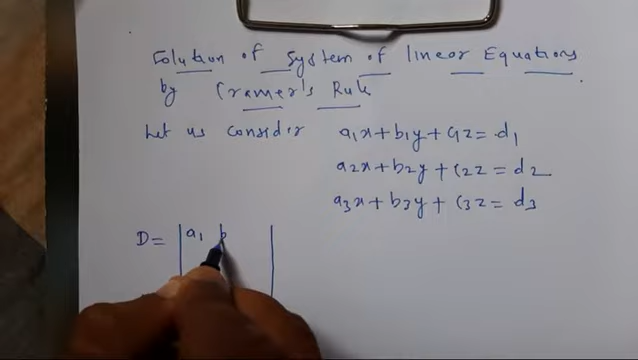 Solution of System of linear Equations
by Cramer's Rule
Let us consider a₁x + b₁y + c₁z = d₁
a₂x + b₂y + c₂z = d₂
a₃x + b₃y + c₃z = d₃
D = | a₁ b |